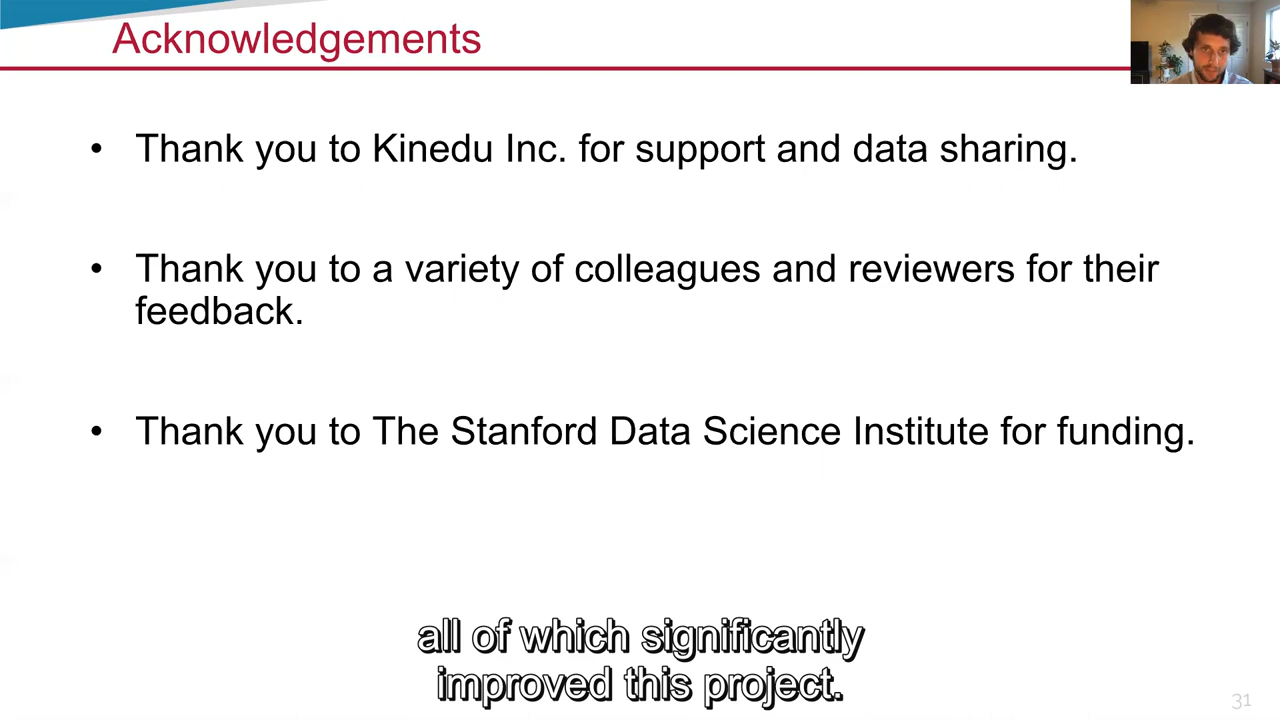 Acknowledgements
• Thank you to Kinedu Inc. for support and data sharing.
• Thank you to a variety of colleagues and reviewers for their
feedback.
• Thank you to The Stanford Data Science Institute for funding.
all of which significantly
improved this project.
31